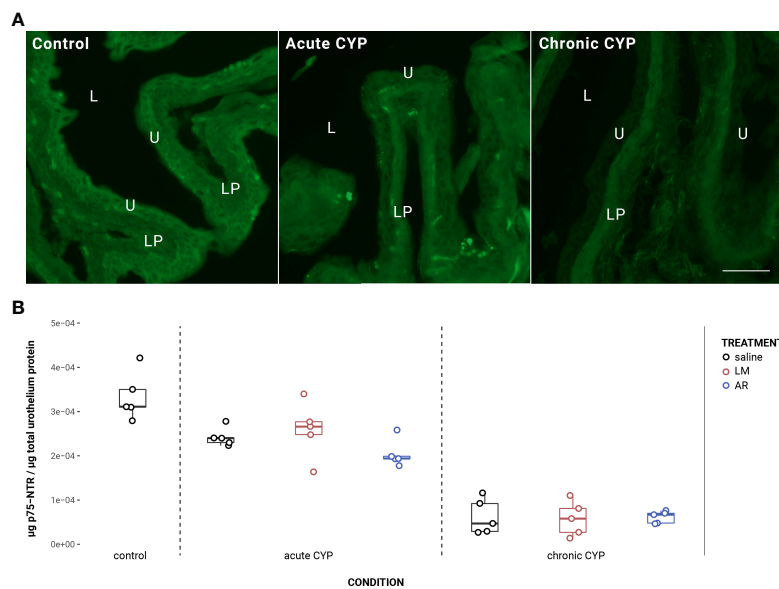 A
Control
Acute CYP
Chronic CYP
L
U
U
LP
LP
U
L
LP
L
U
U
LP
B
5e−04
4e−04
3e−04
2e−04
1e−04
0e+00
µg p75−NTR / µg total urothelium protein
control
acute CYP
chronic CYP
CONDITION
TREATMENT
saline
LM
AR